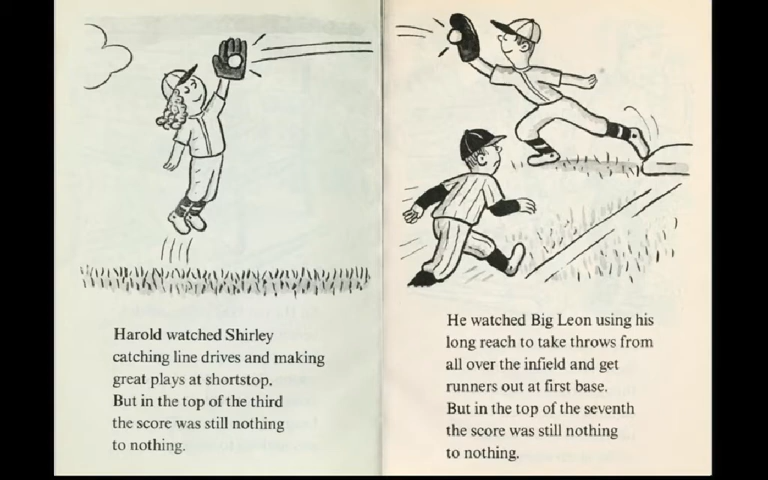 Harold watched Shirley
catching line drives and making
great plays at shortstop.
But in the top of the third
the score was still nothing
to nothing.
He watched Big Leon using his
long reach to take throws from
all over the infield and get
runners out at first base.
But in the top of the seventh
the score was still nothing
to nothing.